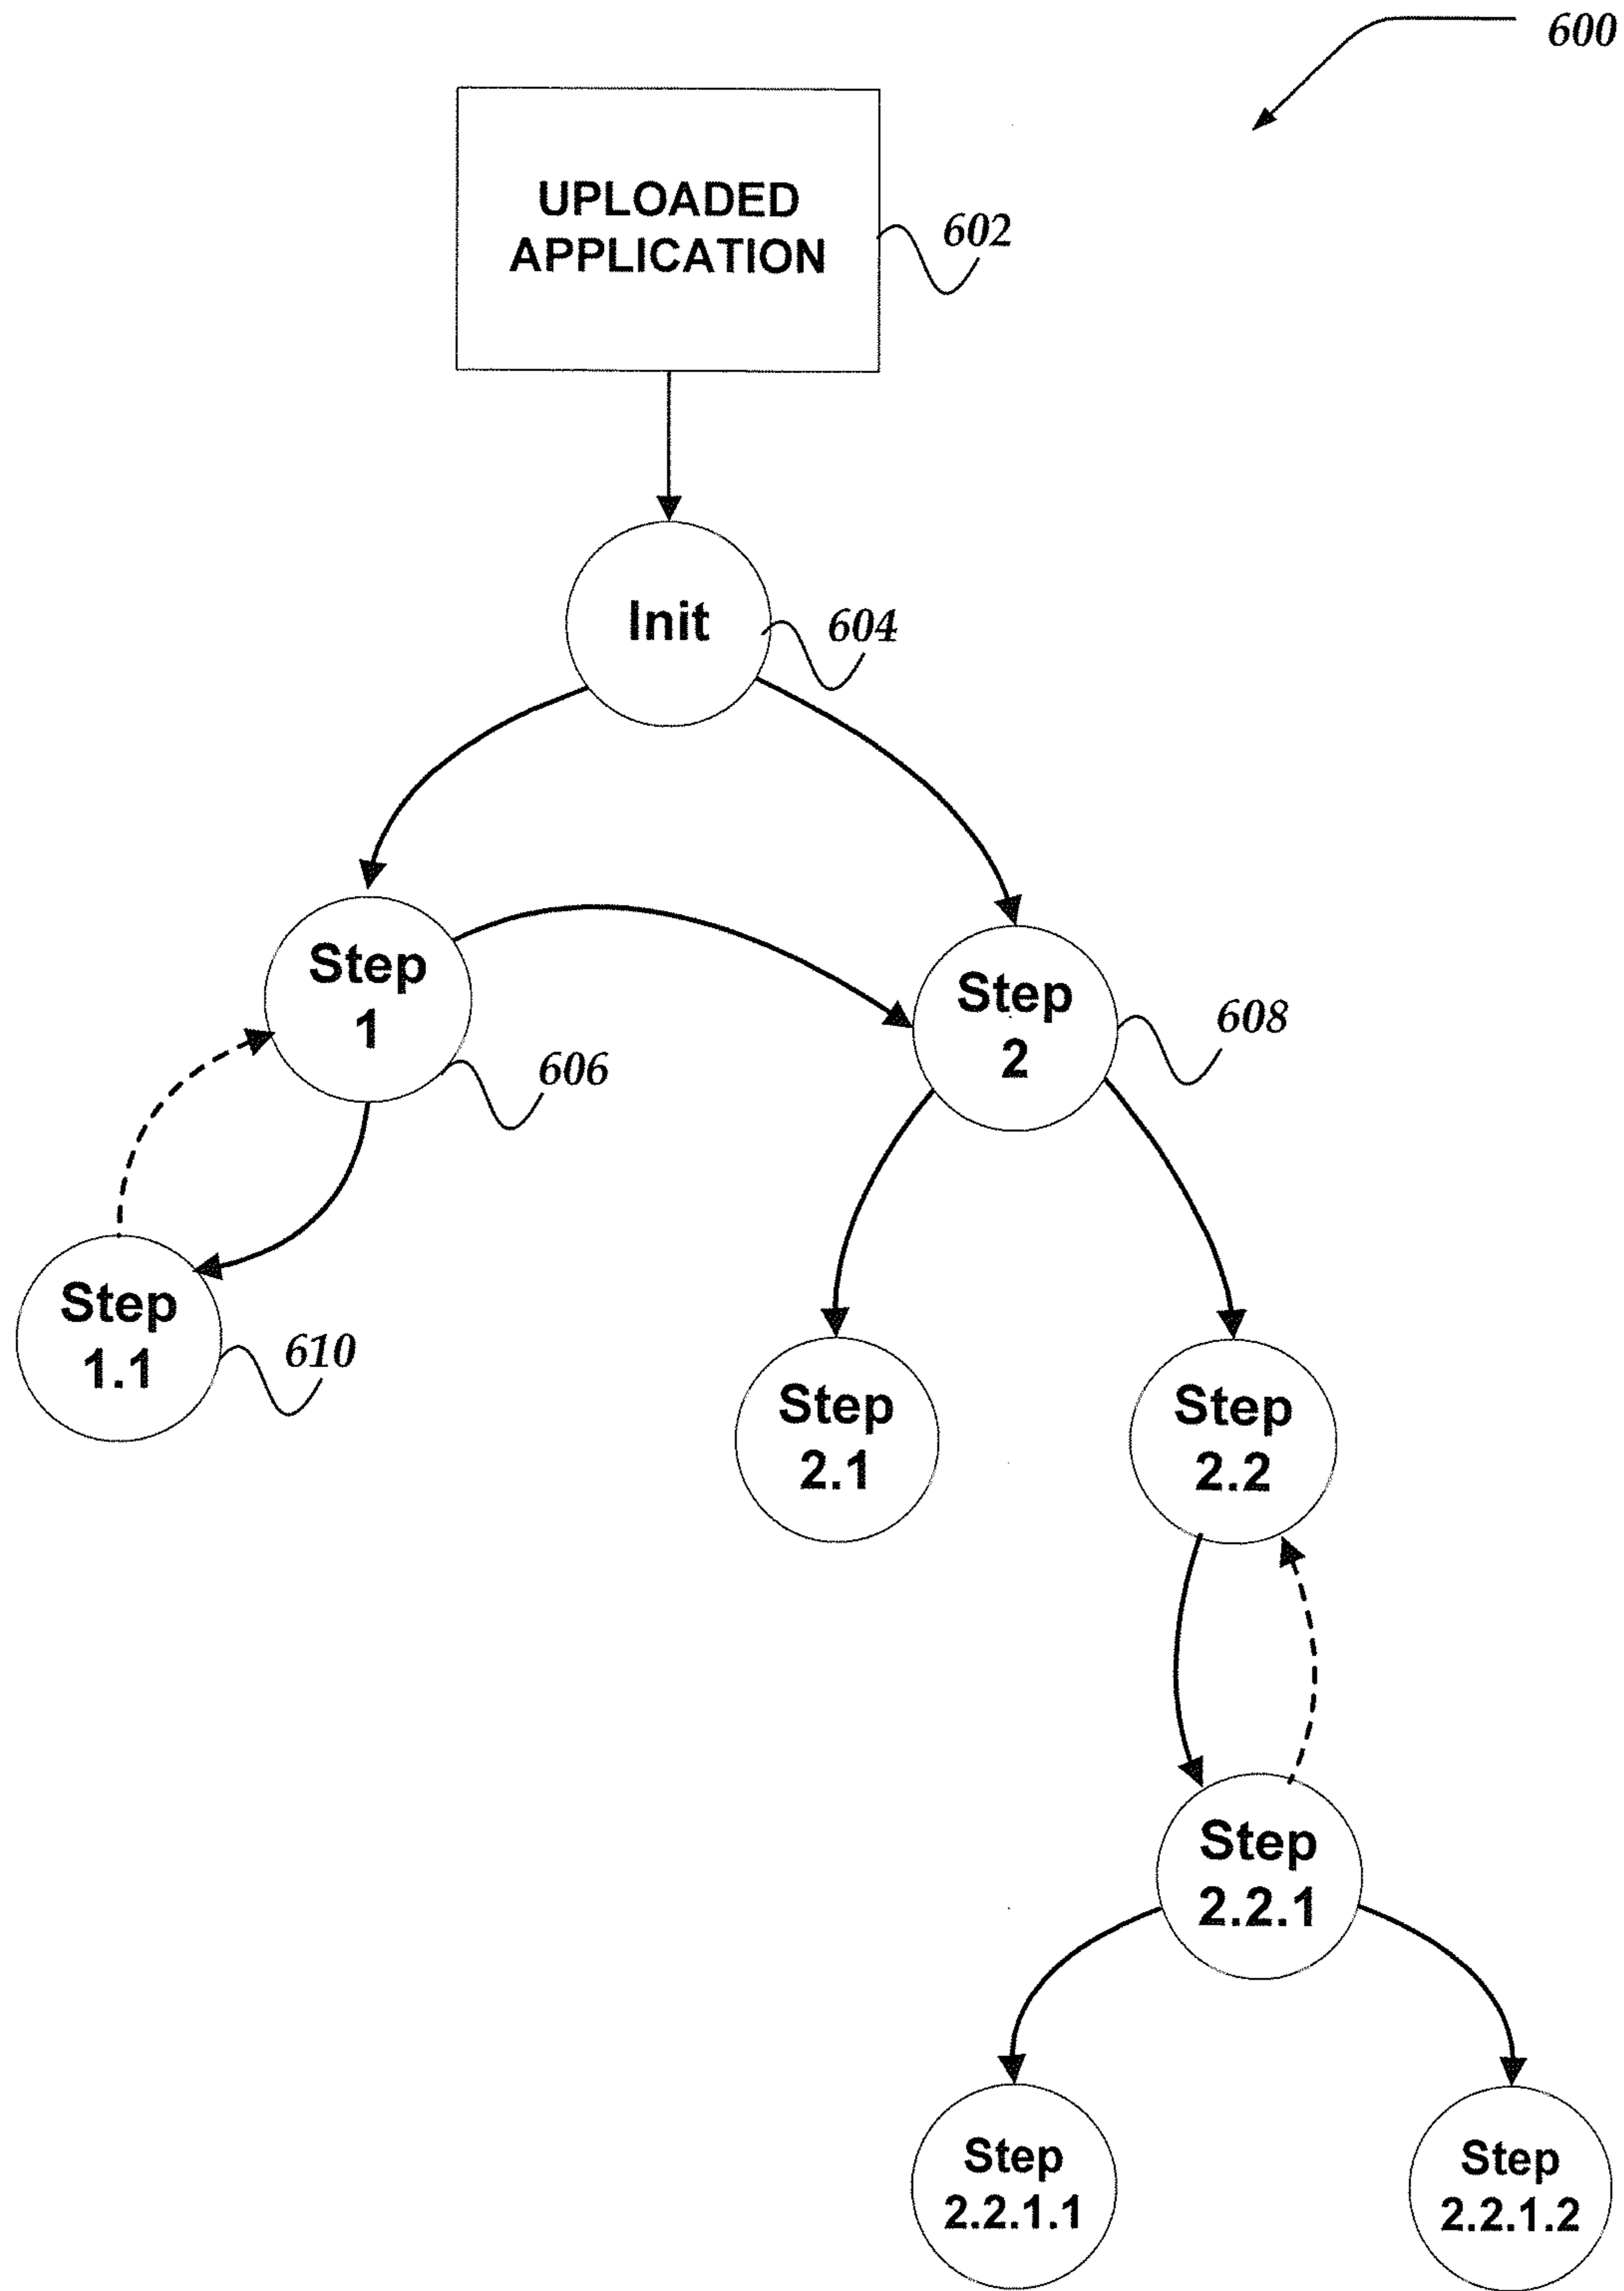 600
UPLOADED
APPLICATION
602
Init
604
Step
1
606
Step
2
608
Step
1.1
610
Step
2.1
Step
2.2
Step
2.2.1
Step
2.2.1.1
Step
2.2.1.2